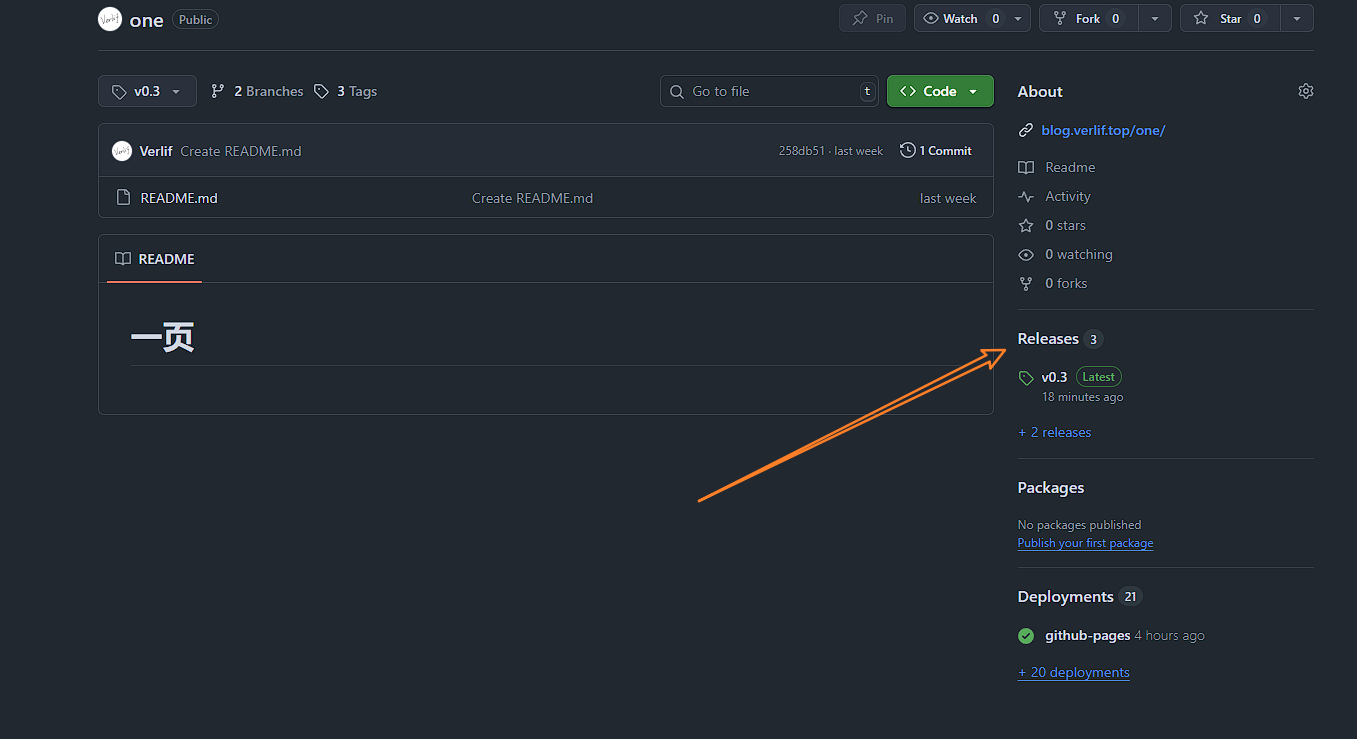 one Public Pin Watch 0 Fork 0 Star 0
v0.3 2 Branches 3 Tags Go to file t Code
Verlif Create README.md 258db51 · last week 1 Commit
README.md Create README.md last week
README
一页
About
blog.verlif.top/one/
Readme
Activity
0 stars
0 watching
0 forks
Releases 3
v0.3 Latest
18 minutes ago
+ 2 releases
Packages
No packages published
Publish your first package
Deployments 21
github-pages 4 hours ago
+ 20 deployments